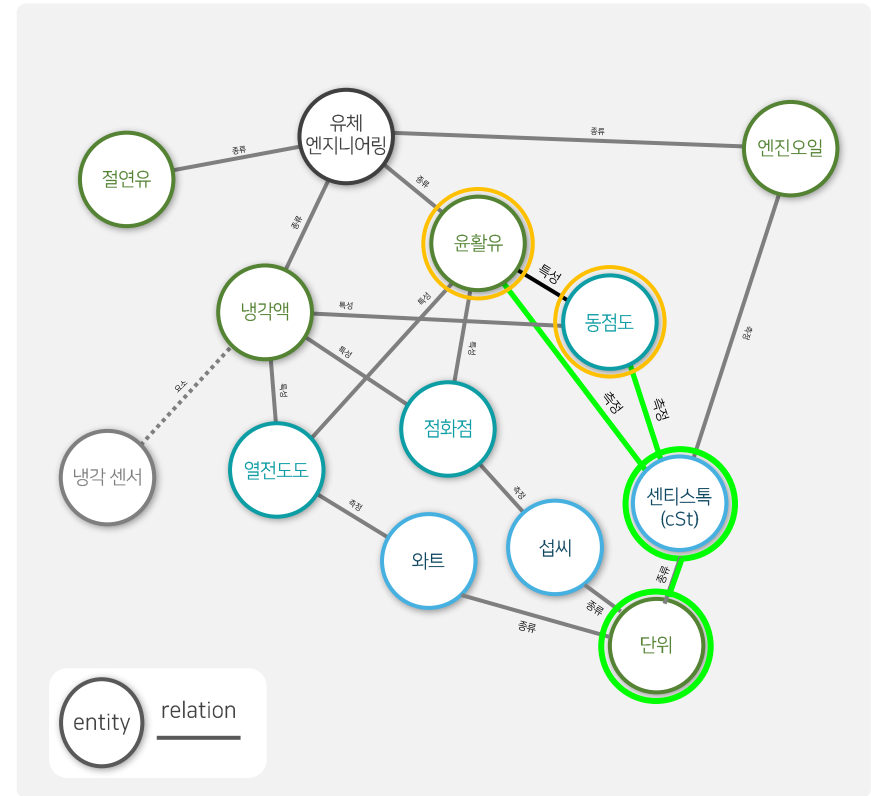 유체
엔지니어링
종류
종류
엔진오일
절연유
종류
종류
윤활유
특성
냉각액
특성
특성
동점도
특성
특성
측정
요소
특성
측정
측정
점화점
냉각 센서
열전도도
측정
측정
센티스톡
(cSt)
와트
섭씨
종류
종류
종류
단위
entity
relation